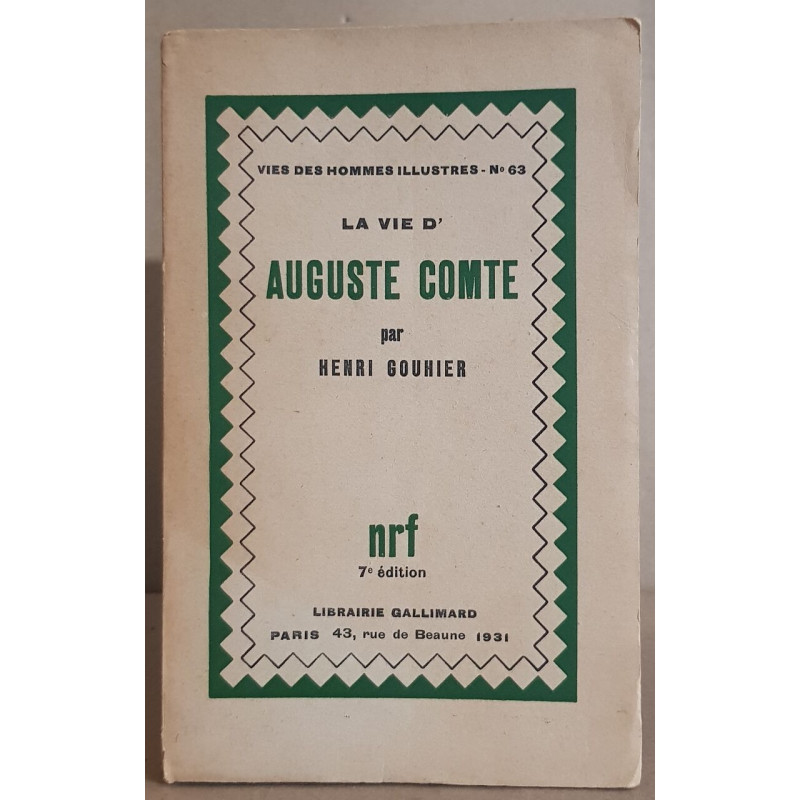 VIES DES HOMMES ILLUSTRES - No 63
LA VIE D'
AUGUSTE COMTE
par
HENRI GOUHIER
nrf
7e édition
LIBRAIRIE GALLIMARD
PARIS 43, rue de Beaune 1931